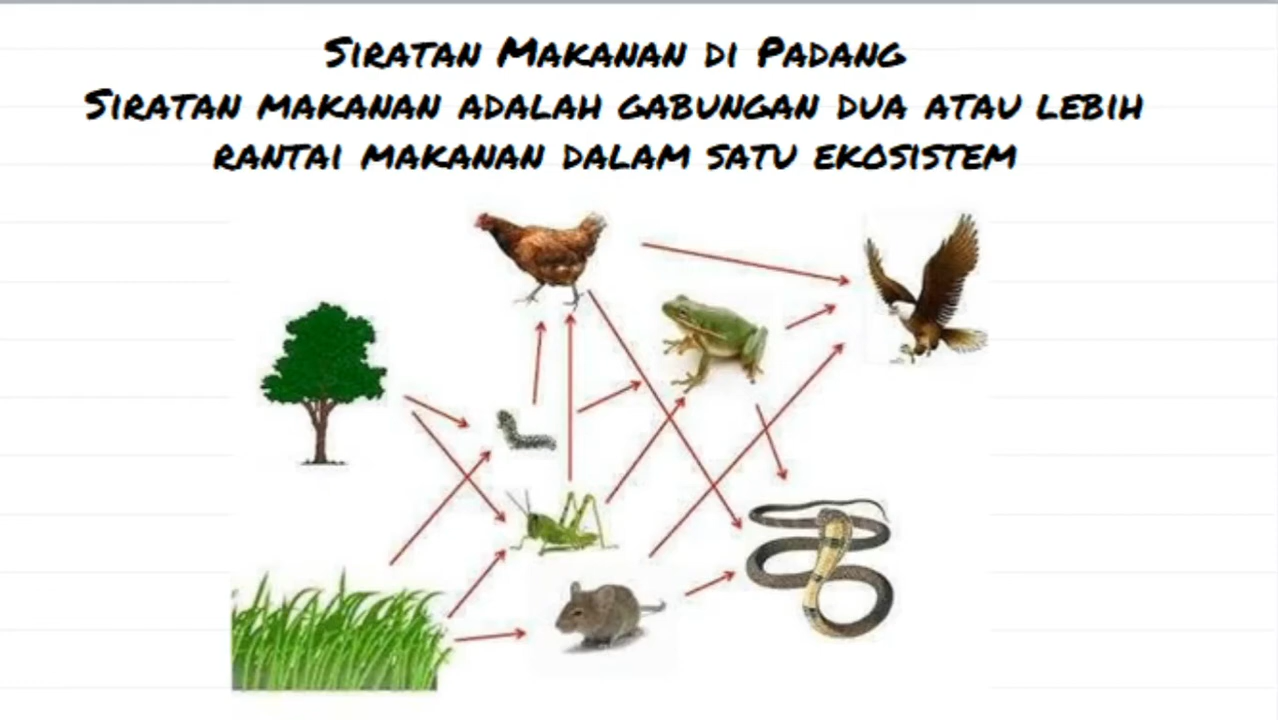 Siratan Makanan di Padang
Siratan makanan adalah gabungan dua atau lebih
rantai makanan dalam satu ekosistem